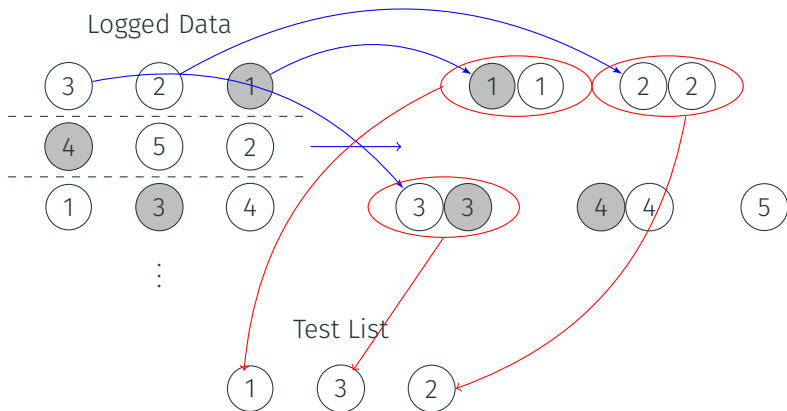 Logged Data
3 2 1 1 1 2 2
4 5 2
1 3 4 3 3 4 4 5
⋮
Test List
1 3 2